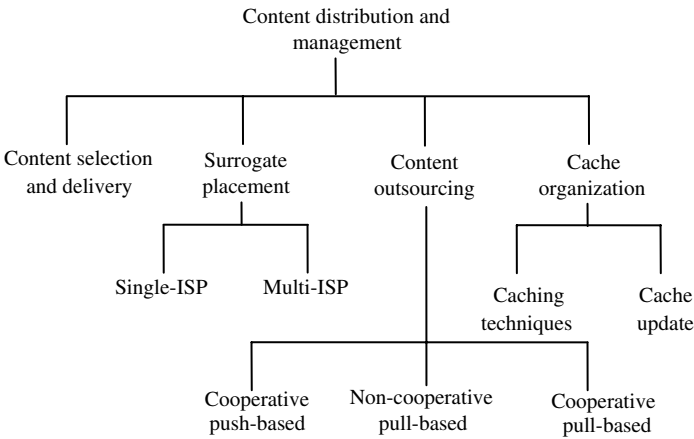 Content distribution and
management
Content selection
and delivery
Surrogate
placement
Content
outsourcing
Cache
organization
Single-ISP
Multi-ISP
Caching
techniques
Cache
update
Cooperative
push-based
Non-cooperative
pull-based
Cooperative
pull-based